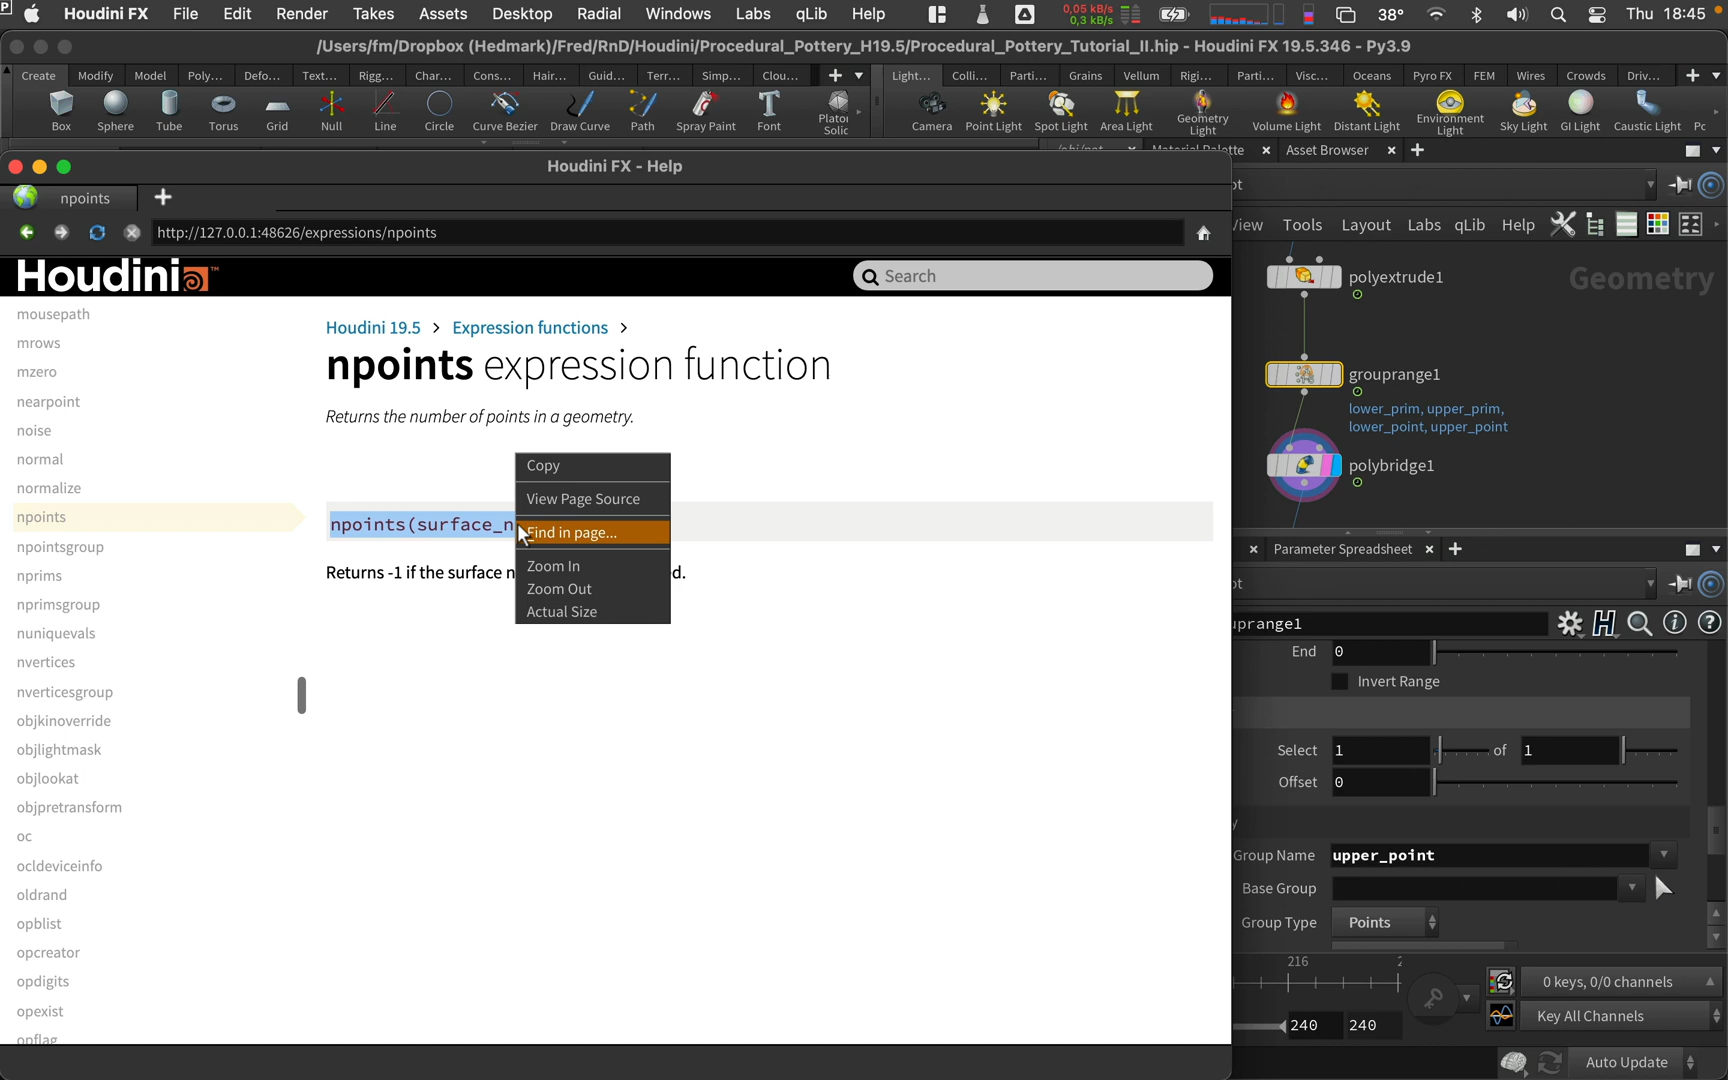 Houdini FX File Edit Render Takes Assets Desktop Radial Windows Labs qLib Help 0,05 kB/s 0,3 kB/s 38° Thu 18:45
/Users/fm/Dropbox (Hedmark)/Fred/RnD/Houdini/Procedural_Pottery_H19.5/Procedural_Pottery_Tutorial_II.hip - Houdini FX 19.5.346 - Py3.9
Create Modify Model Poly... Defo... Text... Rigg... Char... Cons... Hair... Guid... Terr... Simp... Clou... Light... Colli... Parti... Grains Vellum Rigi... Parti... Visc... Oceans Pyro FX FEM Wires Crowds Driv...
Box Sphere Tube Torus Grid Null Line Circle Curve Bezier Draw Curve Path Spray Paint Font Plator Solic Camera Point Light Spot Light Area Light Geometry Light Volume Light Distant Light Environment Light Sky Light GI Light Caustic Light Pc
Asset Browser
Houdini FX - Help
npoints
http://127.0.0.1:48626/expressions/npoints
Houdini
Search
mousepath
mrows
mzero
nearpoint
noise
normal
normalize
npoints
npointsgroup
nprims
nprimsgroup
nuniquevals
nvertices
nverticesgroup
objkinoverride
objlightmask
objlookat
objpretransform
oc
ocldeviceinfo
oldrand
opblist
opcreator
opdigits
opexist
opflag
Houdini 19.5 > Expression functions >
npoints expression function
Returns the number of points in a geometry.
npoints(surface_n
Returns -1 if the surface n d.
Copy
View Page Source
Find in page...
Zoom In
Zoom Out
Actual Size
ot
View Tools Layout Labs qLib Help
Geometry
polyextrude1
grouprange1
lower_prim, upper_prim,
lower_point, upper_point
polybridge1
Parameter Spreadsheet
ot
uprange1
End 0
Invert Range
Select 1 of 1
Offset 0
y
Group Name upper_point
Base Group
Group Type Points
216 2
0 keys, 0/0 channels
240 240 Key All Channels
Auto Update